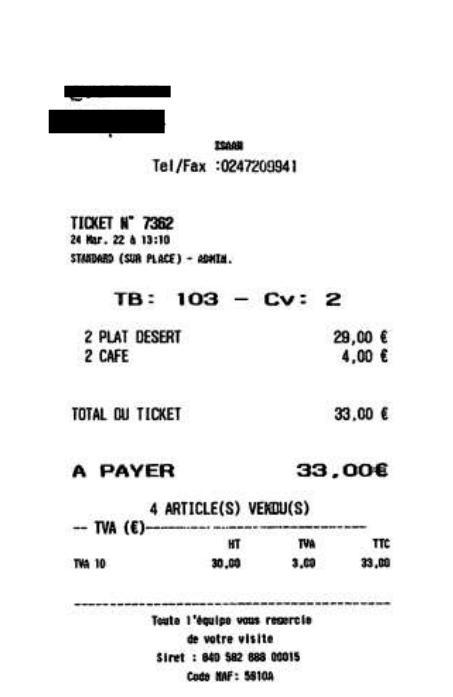 ISAAN
Tel/Fax :0247209941
TICKET N° 7362
24 Mar. 22 à 13:10
STANDARD (SUR PLACE) - ADMIN.
TB: 103 - Cv: 2
2 PLAT DESERT 29,00 €
2 CAFE 4,00 €
TOTAL DU TICKET 33,00 €
A PAYER 33,00€
4 ARTICLE(S) VENDU(S)
-- TVA (€)--------------------------
HT TVA TTC
TVA 10 30,00 3,00 33,00
Toute l'équipe vous remercie
de votre visite
Siret : 840 582 688 00015
Code NAF: 5610A